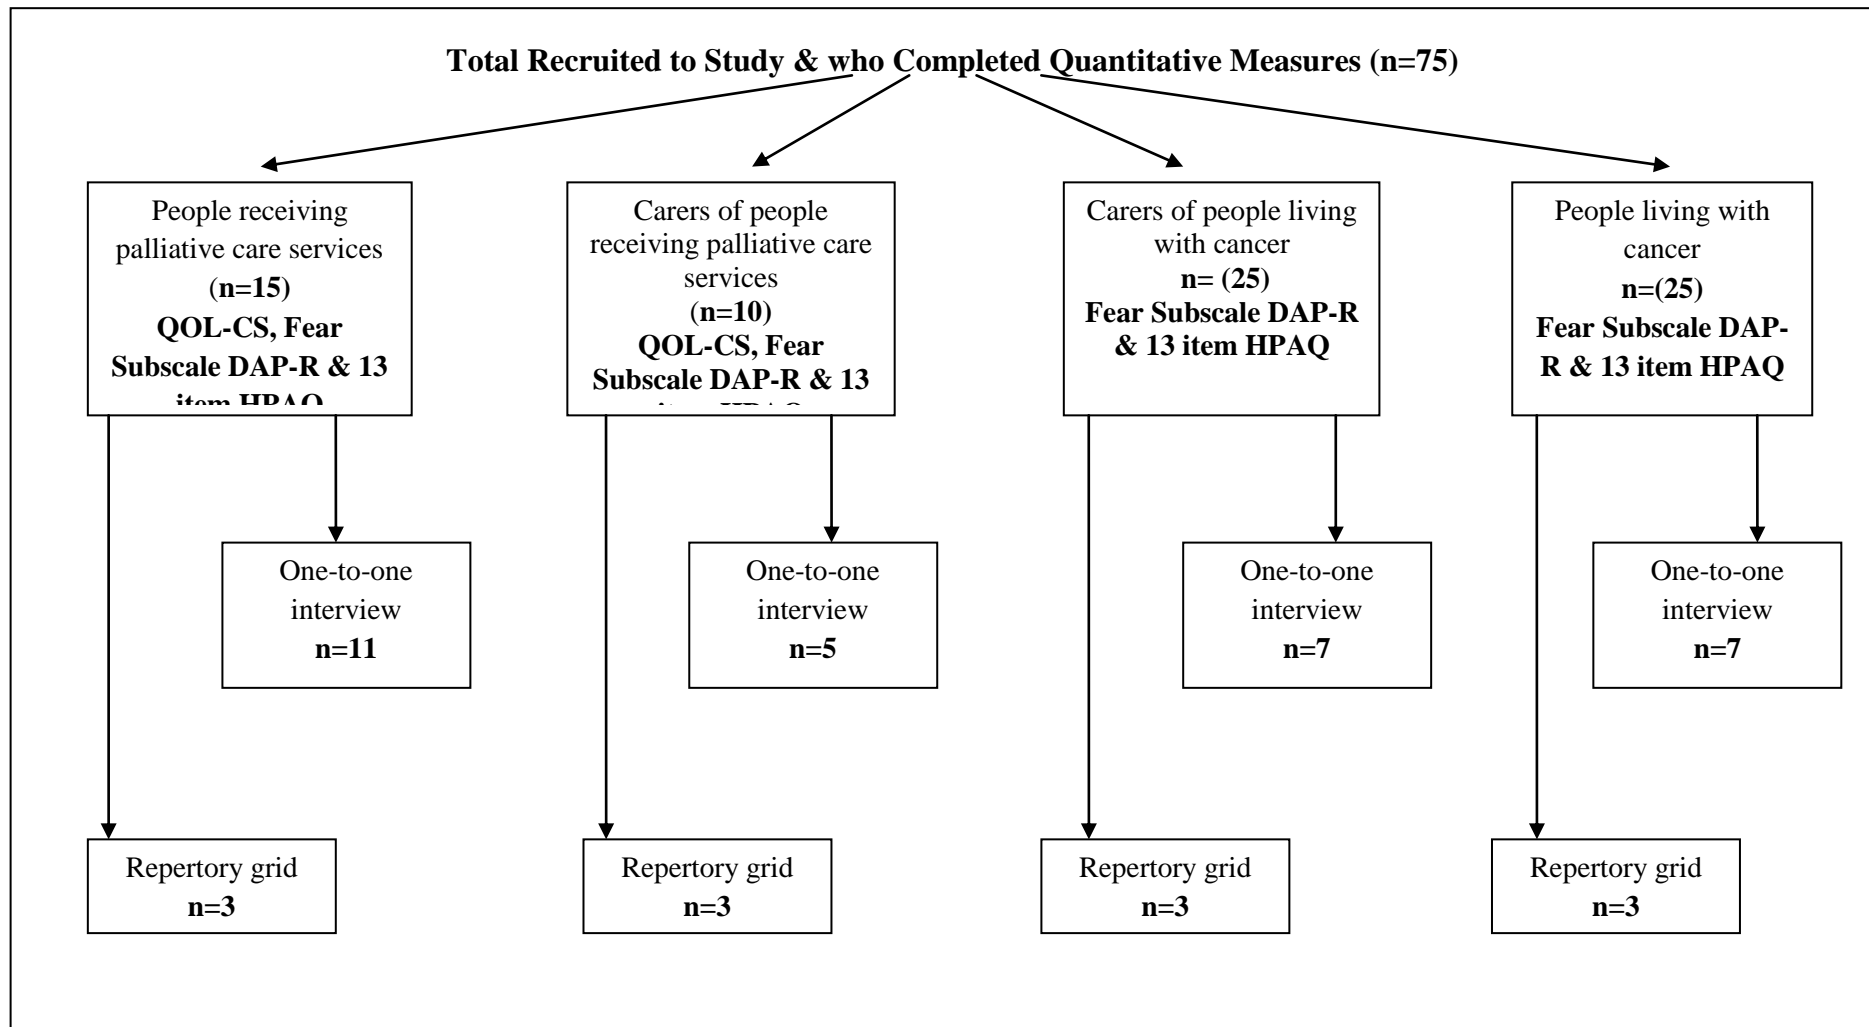 Total Recruited to Study & who Completed Quantitative Measures (n=75)
People receiving
palliative care services
(n=15)
QOL-CS, Fear
Subscale DAP-R & 13
item HPAQ
Carers of people
receiving palliative care
services
(n=10)
QOL-CS, Fear
Subscale DAP-R & 13
Carers of people living
with cancer
n= (25)
Fear Subscale DAP-R
& 13 item HPAQ
People living with
cancer
n=(25)
Fear Subscale DAP-
R & 13 item HPAQ
One-to-one
interview
n=11
One-to-one
interview
n=5
One-to-one
interview
n=7
One-to-one
interview
n=7
Repertory grid
n=3
Repertory grid
n=3
Repertory grid
n=3
Repertory grid
n=3